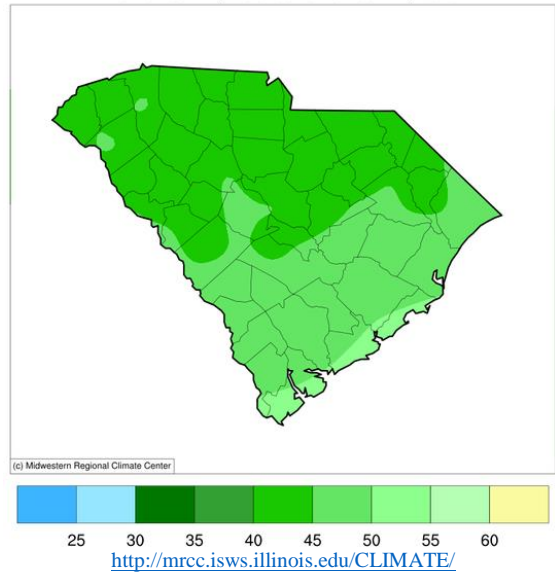 (c) Midwestern Regional Climate Center
25 30 35 40 45 50 55 60
http://mrcc.isws.illinois.edu/CLIMATE/